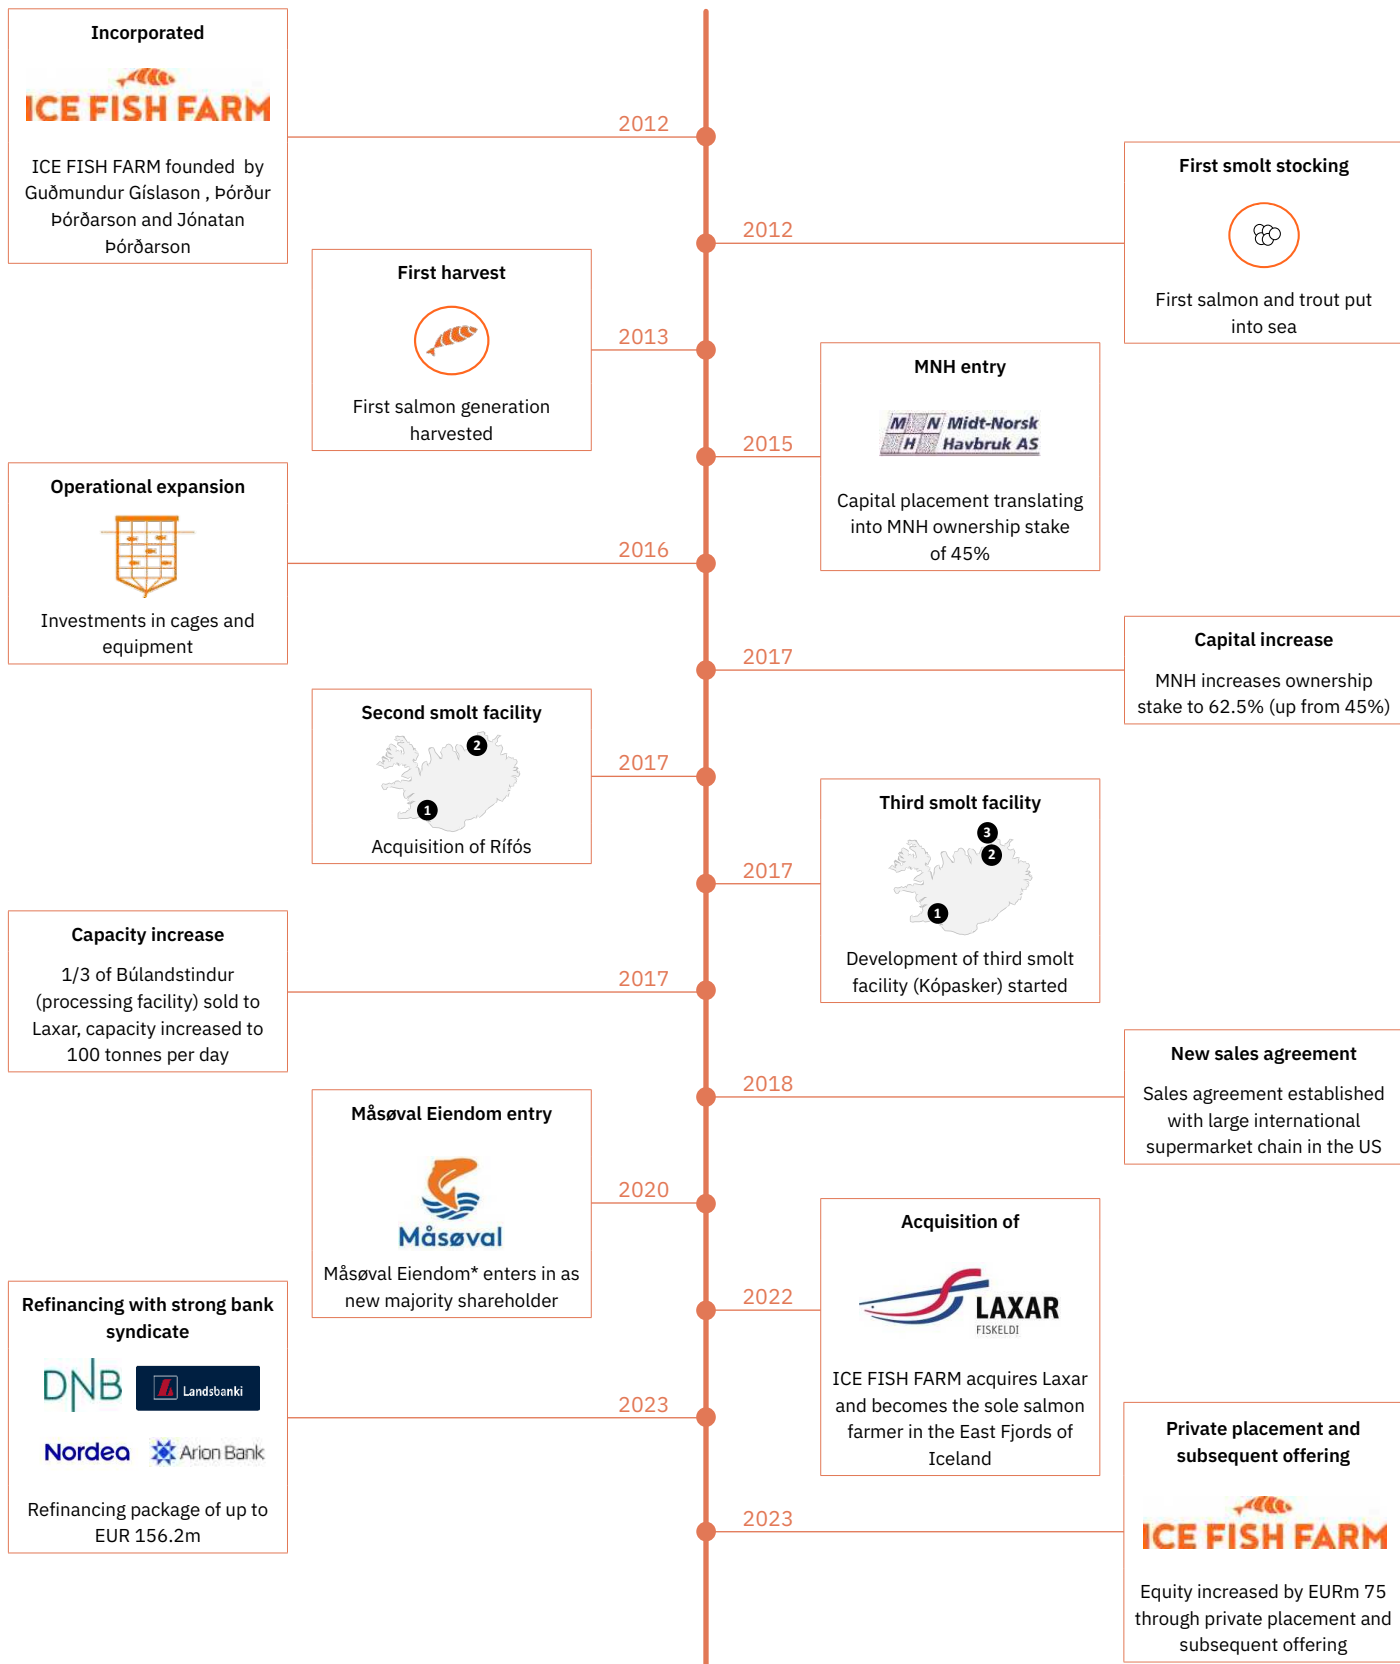 Incorporated
ICE FISH FARM
ICE FISH FARM founded by
Guðmundur Gíslason , Þórður
Þórðarson and Jónatan
Þórðarson
2012
First smolt stocking
First salmon and trout put
into sea
2012
First harvest
First salmon generation
harvested
2013
MNH entry
M N H Midt-Norsk
Havbruk AS
Capital placement translating
into MNH ownership stake
of 45%
2015
Operational expansion
Investments in cages and
equipment
2016
Capital increase
MNH increases ownership
stake to 62.5% (up from 45%)
2017
Second smolt facility
2
1
Acquisition of Rífós
2017
Third smolt facility
3
2
1
Development of third smolt
facility (Kópasker) started
2017
Capacity increase
1/3 of Búlandstindur
(processing facility) sold to
Laxar, capacity increased to
100 tonnes per day
2017
New sales agreement
Sales agreement established
with large international
supermarket chain in the US
2018
Måsøval Eiendom entry
Måsøval
Måsøval Eiendom* enters in as
new majority shareholder
2020
Acquisition of
LAXAR
FISKELDI
ICE FISH FARM acquires Laxar
and becomes the sole salmon
farmer in the East Fjords of
Iceland
2022
Refinancing with strong bank
syndicate
DNB Landsbanki
Nordea Arion Bank
Refinancing package of up to
EUR 156.2m
2023
Private placement and
subsequent offering
ICE FISH FARM
Equity increased by EURm 75
through private placement and
subsequent offering
2023